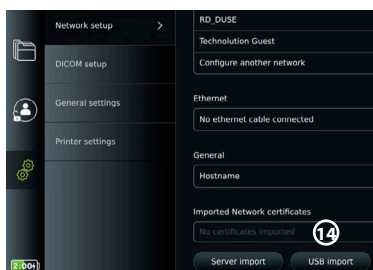 Network setup >
DICOM setup
General settings
Printer settings
2:00
RD_DUSE
Technolution Guest
Configure another network
Ethernet
No ethernet cable connected
General
Hostname
Imported Network certificates
No certificates imported
14
Server import
USB import